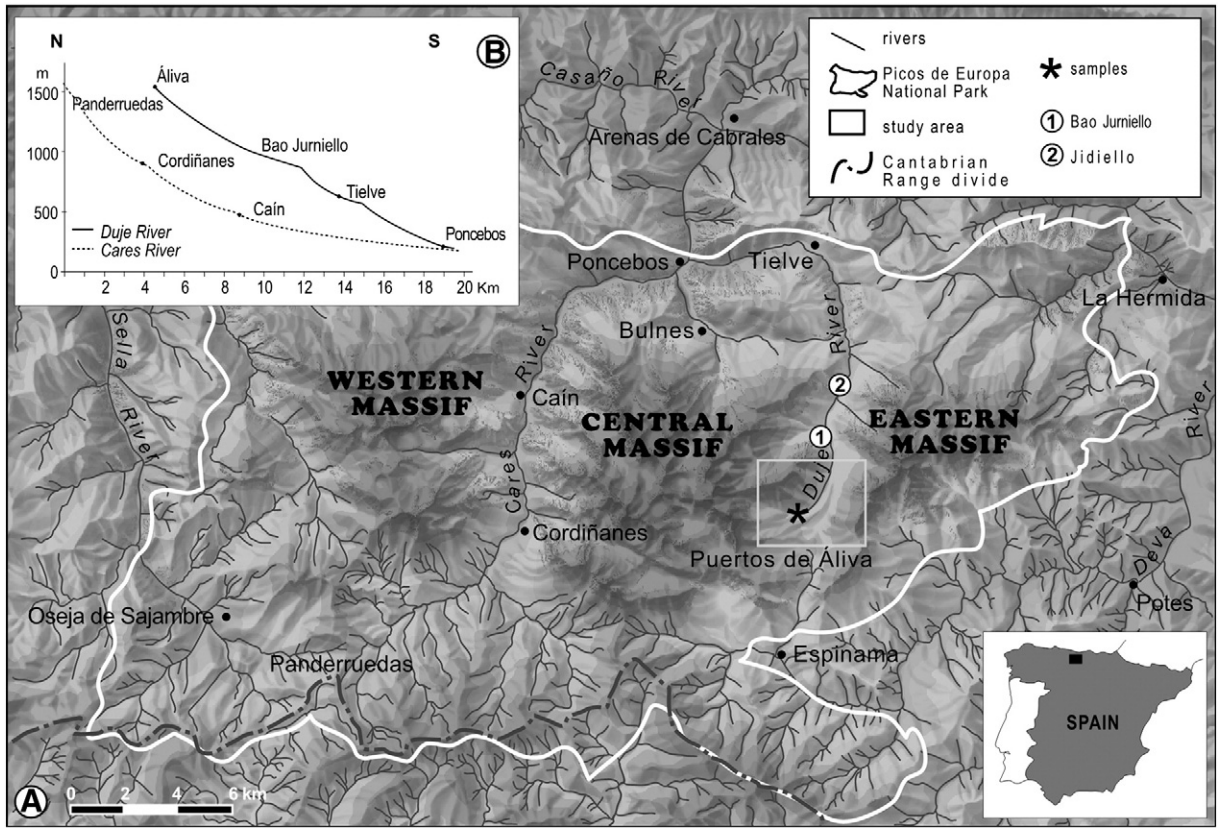 N
S
B
m
1500
1000
500
0
Áliva
Panderruedas
Bao Jurniello
Cordiñanes
Tielve
Caín
Poncebos
Duje River
Cares River
2 4 6 8 10 12 14 16 18 20 Km
rivers
Picos de Europa
National Park
study area
Cantabrian
Range divide
* samples
1 Bao Jurniello
2 Jidiello
Casaño River
Arenas de Cabrales
Poncebos
Tielve
La Hermida
Bulnes
River
Sella
River
River
WESTERN
MASSIF
Caín
CENTRAL
MASSIF
2
EASTERN
MASSIF
River
1
Duje
Cares
*
Cordiñanes
Puertos de Áliva
Deva
Potes
Oseja de Sajambre
Panderruedas
Espinama
SPAIN
A
0 2 4 6 km